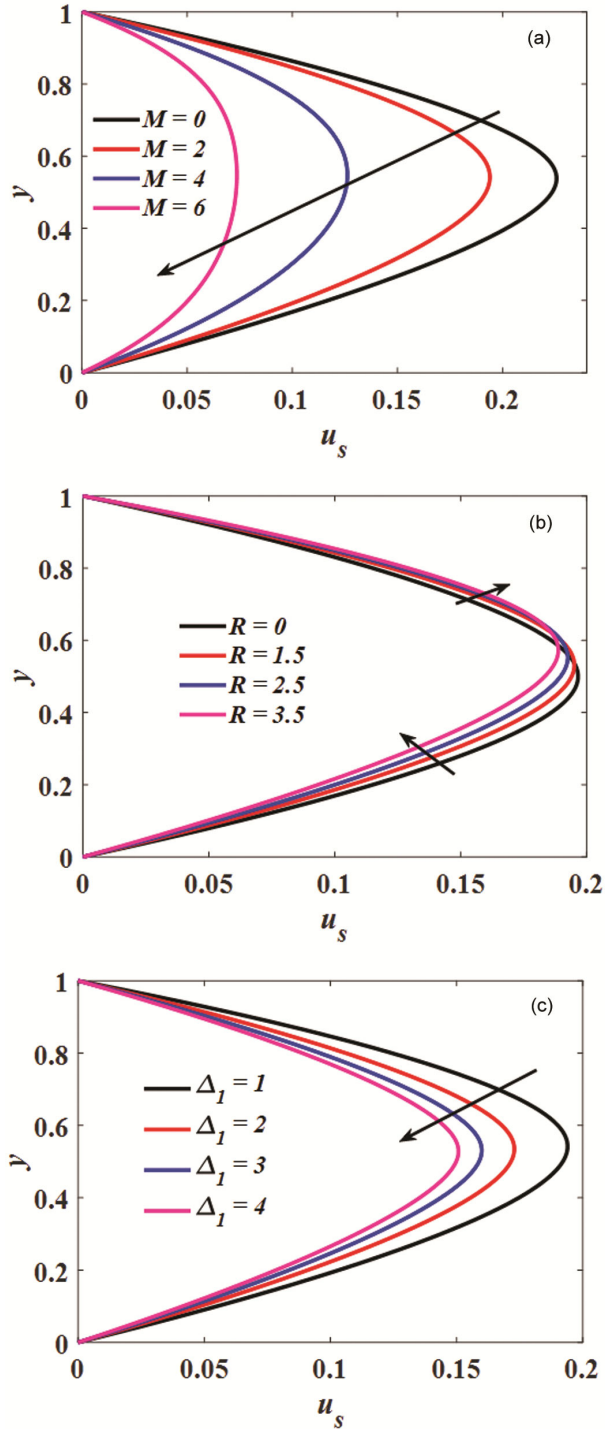 (a)
1
0.8
0.6
0.4
0.2
0
y
M = 0
M = 2
M = 4
M = 6
0 0.05 0.1 0.15 0.2
u_s
(b)
1
0.8
0.6
0.4
0.2
0
y
R = 0
R = 1.5
R = 2.5
R = 3.5
0 0.05 0.1 0.15 0.2
u_s
(c)
1
0.8
0.6
0.4
0.2
0
y
Δ_1 = 1
Δ_1 = 2
Δ_1 = 3
Δ_1 = 4
0 0.05 0.1 0.15 0.2
u_s